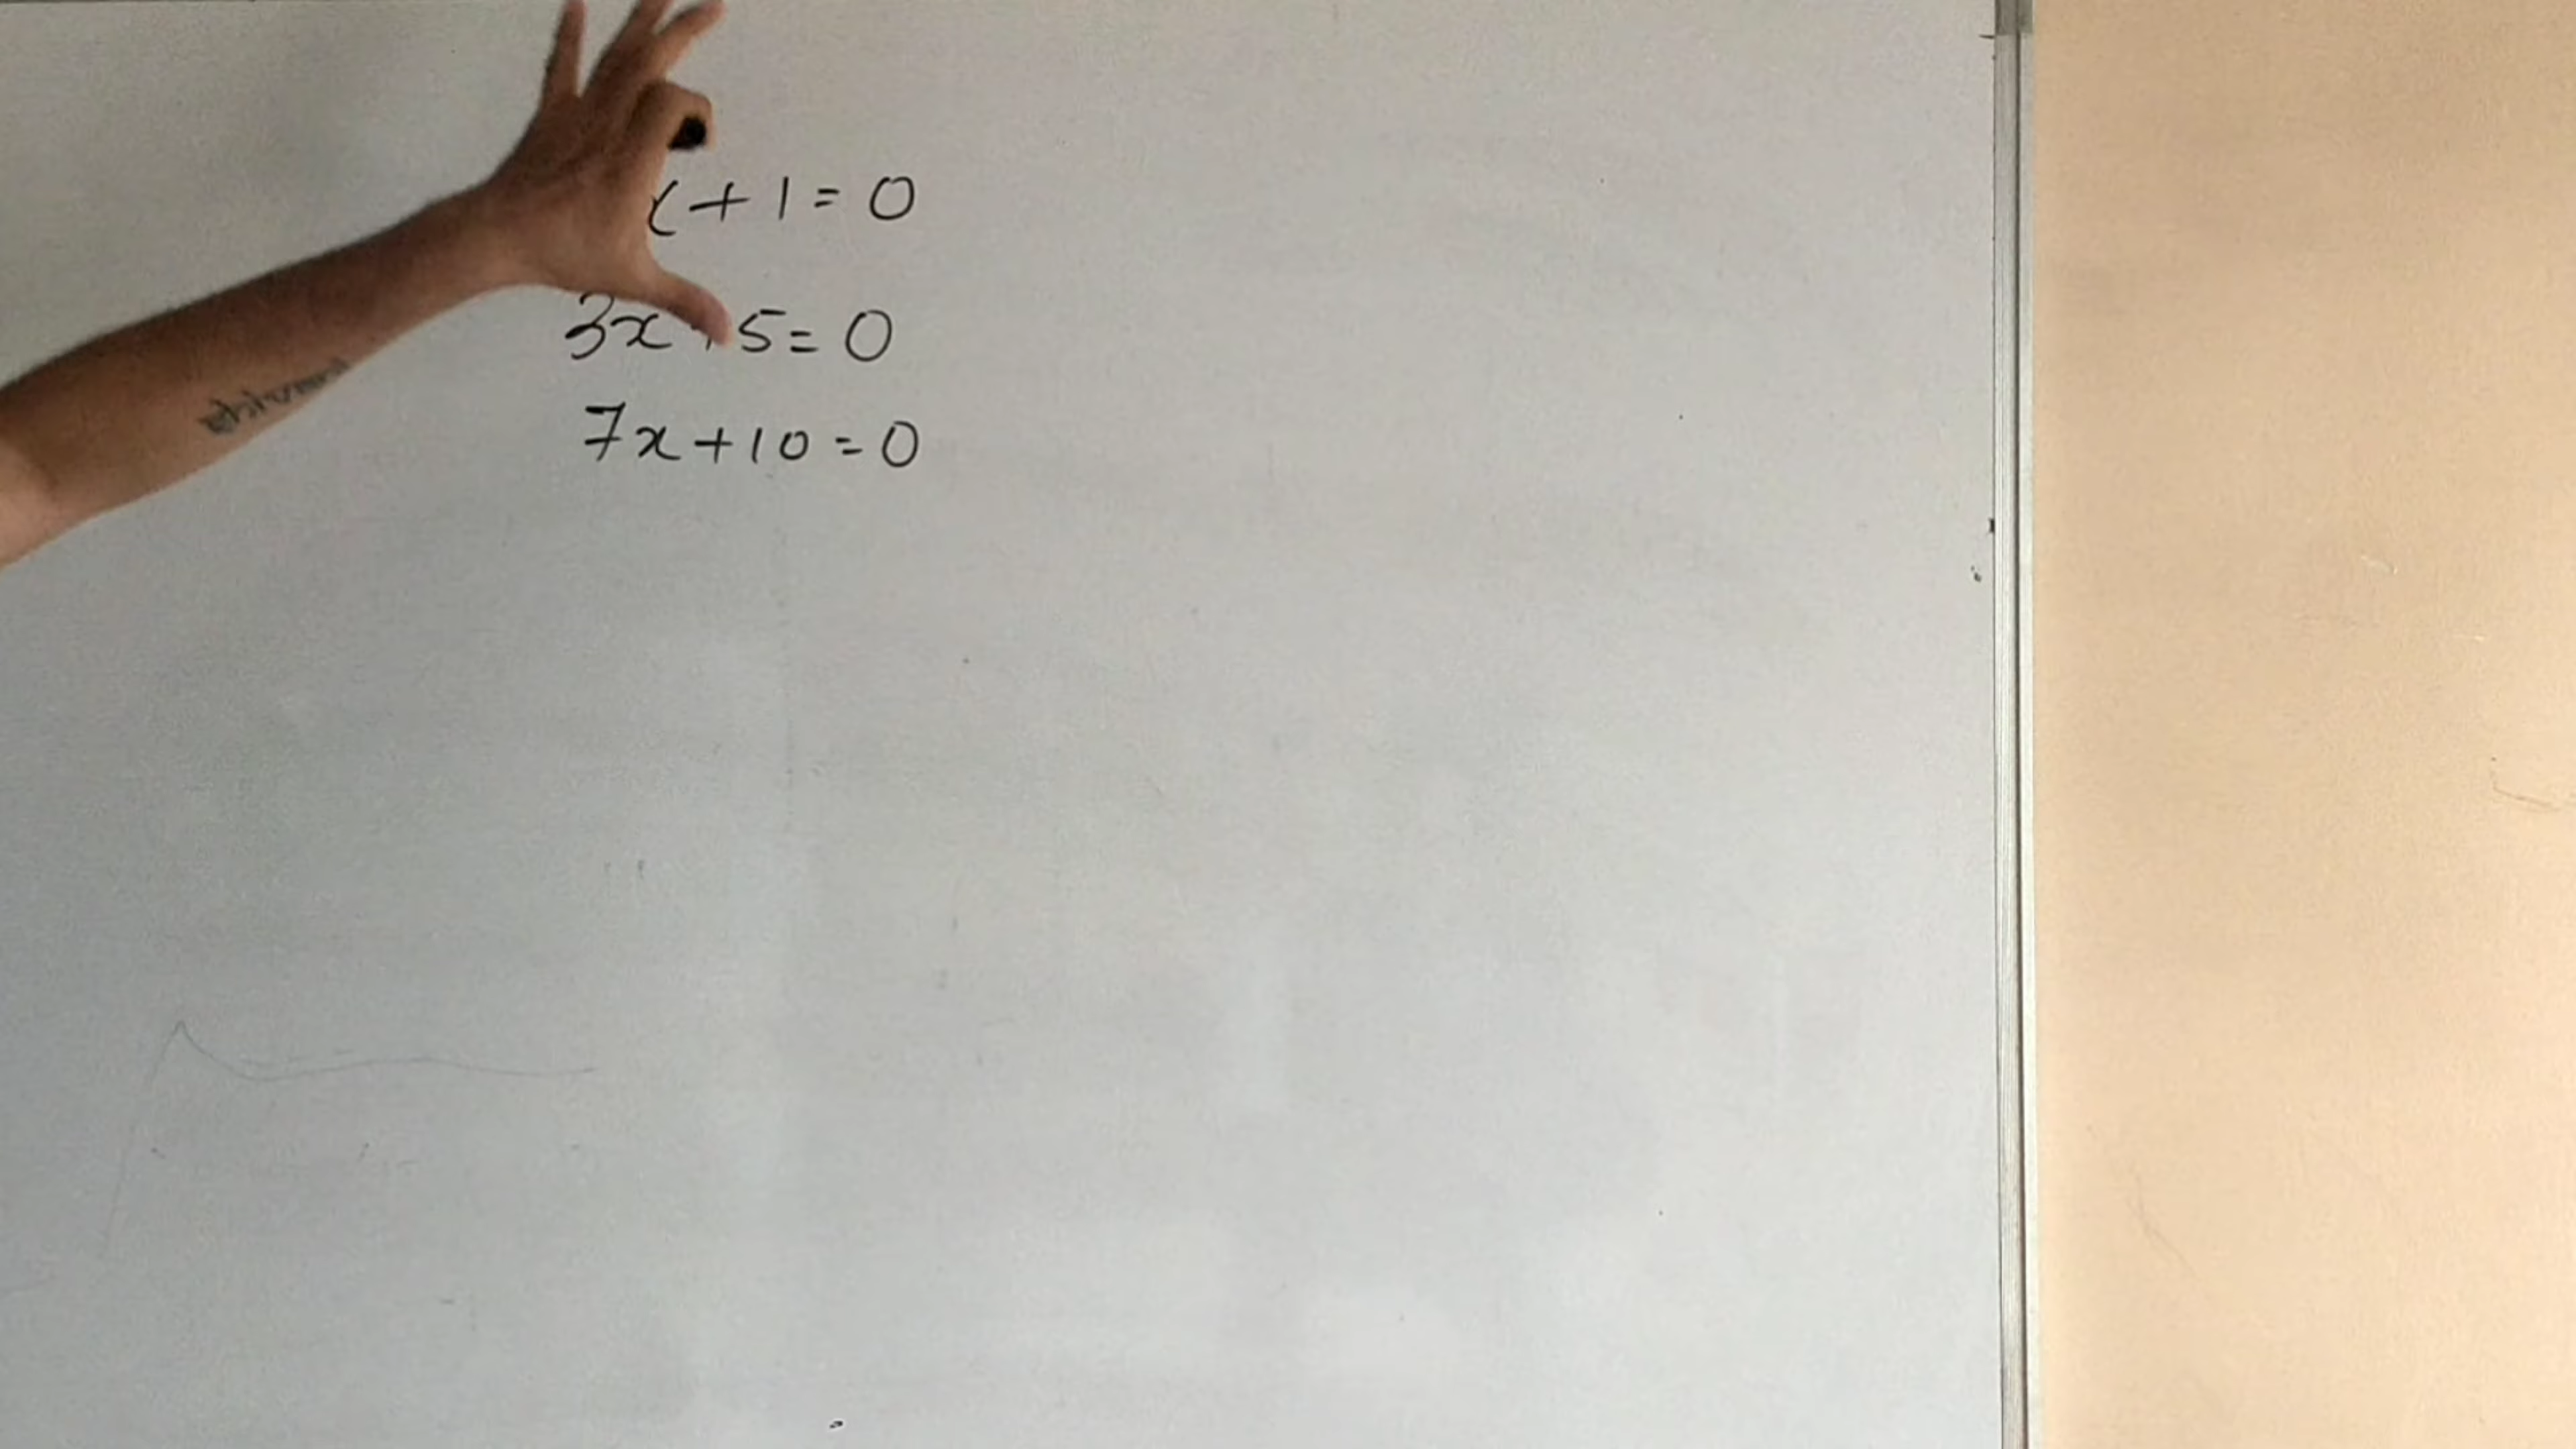 x + 1 = 0
3x + 5 = 0
7x + 10 = 0